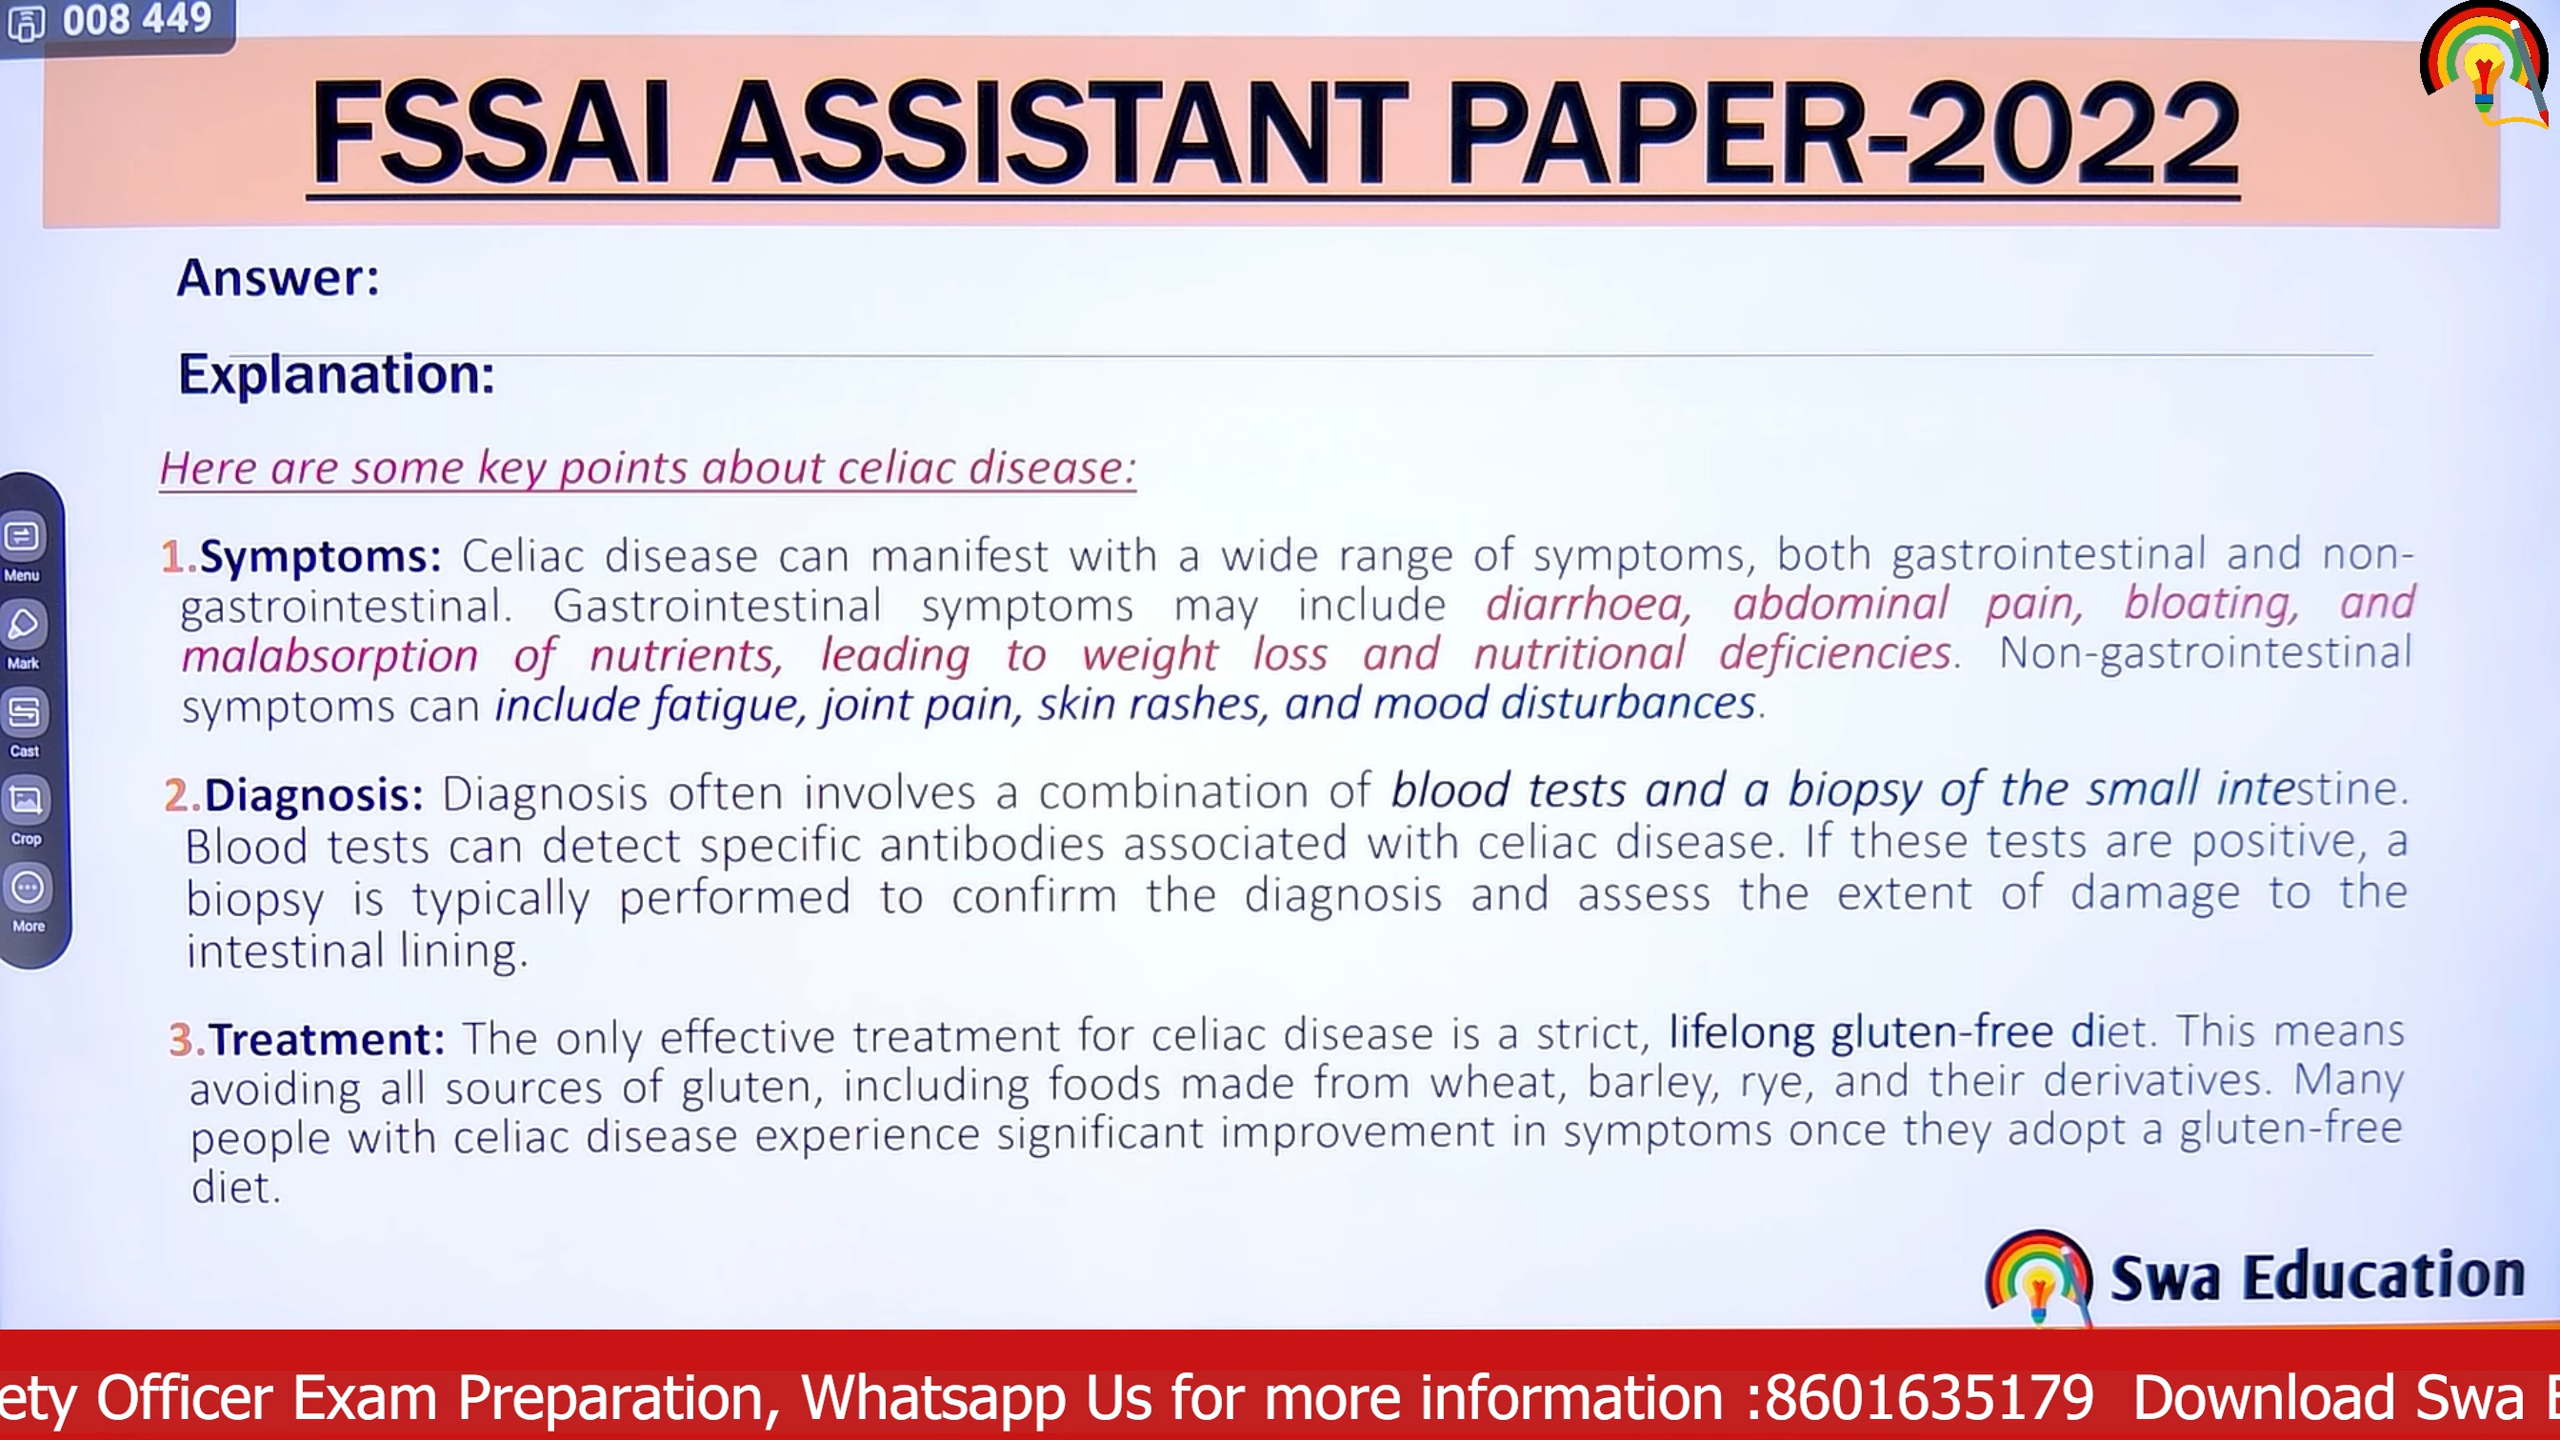 008 449
FSSAI ASSISTANT PAPER-2022
Answer:
Explanation:
Here are some key points about celiac disease:
1.Symptoms: Celiac disease can manifest with a wide range of symptoms, both gastrointestinal and non-
gastrointestinal. Gastrointestinal symptoms may include diarrhoea, abdominal pain, bloating, and
malabsorption of nutrients, leading to weight loss and nutritional deficiencies. Non-gastrointestinal
symptoms can include fatigue, joint pain, skin rashes, and mood disturbances.
2.Diagnosis: Diagnosis often involves a combination of blood tests and a biopsy of the small intestine.
Blood tests can detect specific antibodies associated with celiac disease. If these tests are positive, a
biopsy is typically performed to confirm the diagnosis and assess the extent of damage to the
intestinal lining.
3.Treatment: The only effective treatment for celiac disease is a strict, lifelong gluten-free diet. This means
avoiding all sources of gluten, including foods made from wheat, barley, rye, and their derivatives. Many
people with celiac disease experience significant improvement in symptoms once they adopt a gluten-free
diet.
Menu
Mark
Cast
Crop
More
Swa Education
ety Officer Exam Preparation, Whatsapp Us for more information :8601635179 Download Swa E